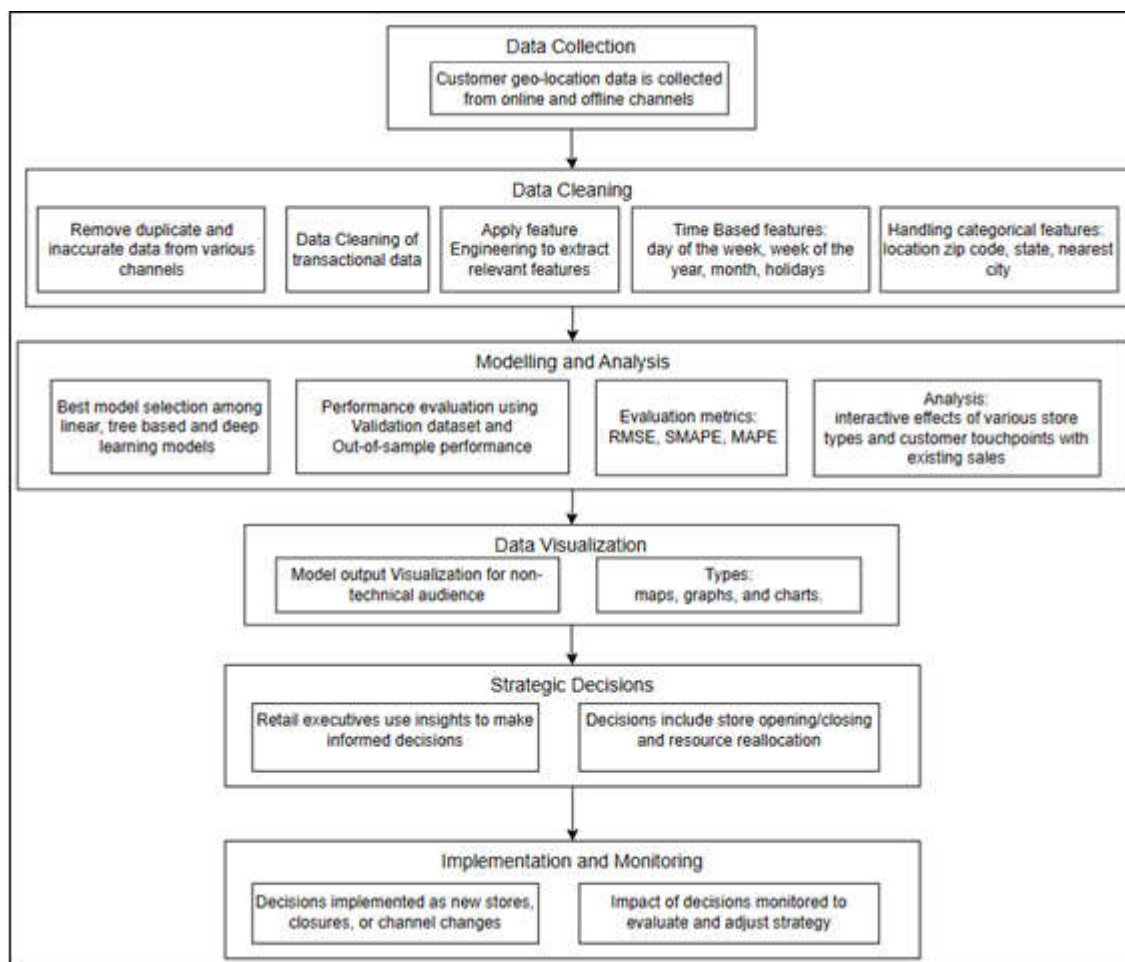 Data Collection
Customer geo-location data is collected
from online and offline channels
Data Cleaning
Remove duplicate and
inaccurate data from various
channels
Data Cleaning of
transactional data
Apply feature
Engineering to extract
relevant features
Time Based features:
day of the week, week of the
year, month, holidays
Handling categorical features:
location zip code, state, nearest
city
Modelling and Analysis
Best model selection among
linear, tree based and deep
learning models
Performance evaluation using
Validation dataset and
Out-of-sample performance
Evaluation metrics:
RMSE, SMAPE, MAPE
Analysis:
interactive effects of various store
types and customer touchpoints with
existing sales
Data Visualization
Model output Visualization for non-
technical audience
Types:
maps, graphs, and charts.
Strategic Decisions
Retail executives use insights to make
informed decisions
Decisions include store opening/closing
and resource reallocation
Implementation and Monitoring
Decisions implemented as new stores,
closures, or channel changes
Impact of decisions monitored to
evaluate and adjust strategy